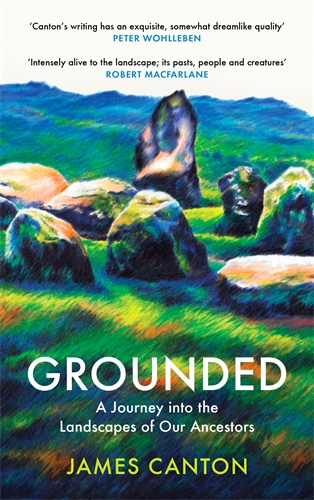 ‘Canton’s writing has an exquisite, somewhat dreamlike quality’
PETER WOHLLEBEN
‘Intensely alive to the landscape; its pasts, people and creatures’
ROBERT MACFARLANE
GROUNDED
A Journey into the
Landscapes of Our Ancestors
JAMES CANTON